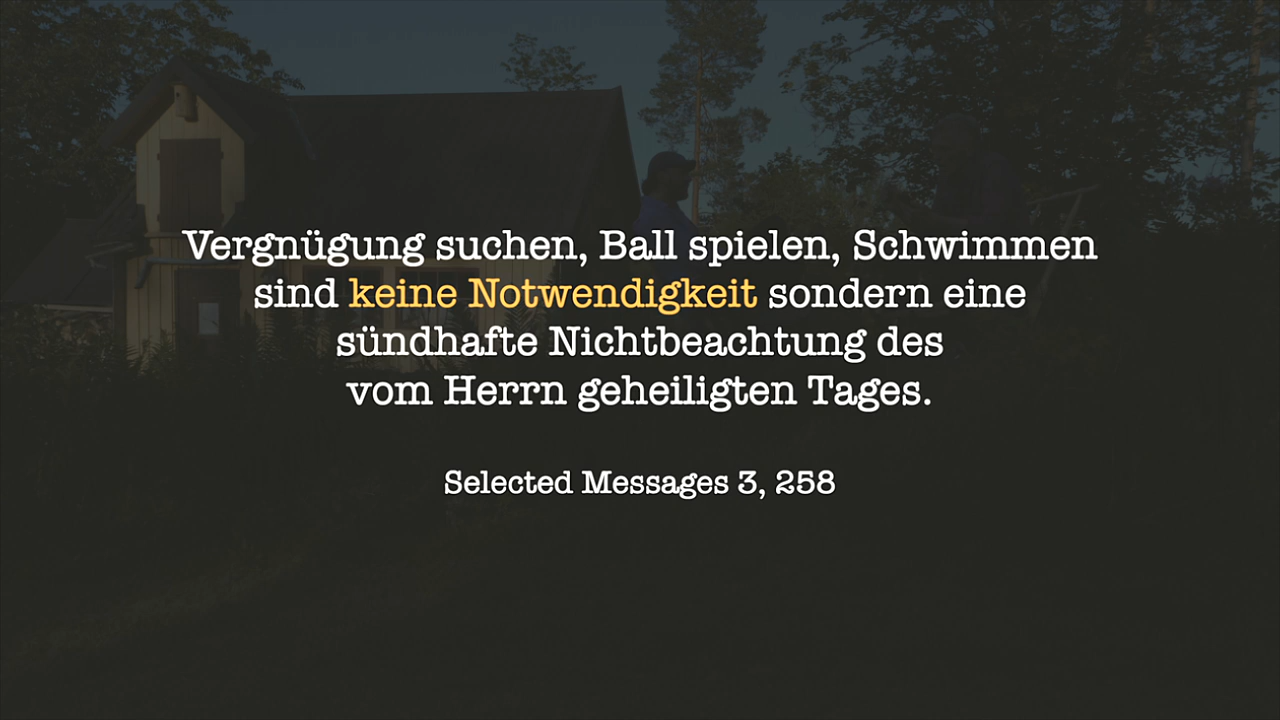 Vergnügung suchen, Ball spielen, Schwimmen
sind keine Notwendigkeit sondern eine
sündhafte Nichtbeachtung des
vom Herrn geheiligten Tages.
Selected Messages 3, 258